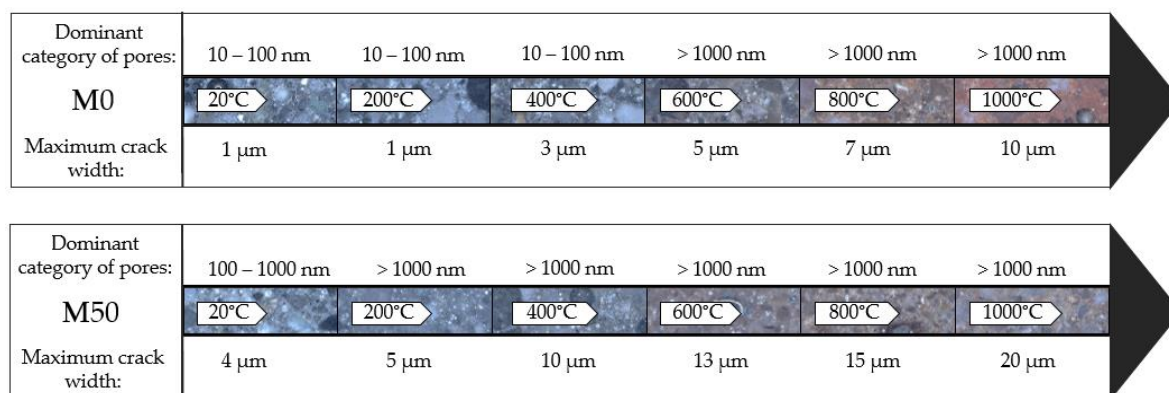 Dominant
category of pores:
10 – 100 nm 10 – 100 nm 10 – 100 nm > 1000 nm > 1000 nm > 1000 nm
M0
20°C 200°C 400°C 600°C 800°C 1000°C
Maximum crack
width:
1 μm 1 μm 3 μm 5 μm 7 μm 10 μm
Dominant
category of pores:
100 – 1000 nm > 1000 nm > 1000 nm > 1000 nm > 1000 nm > 1000 nm
M50
20°C 200°C 400°C 600°C 800°C 1000°C
Maximum crack
width:
4 μm 5 μm 10 μm 13 μm 15 μm 20 μm